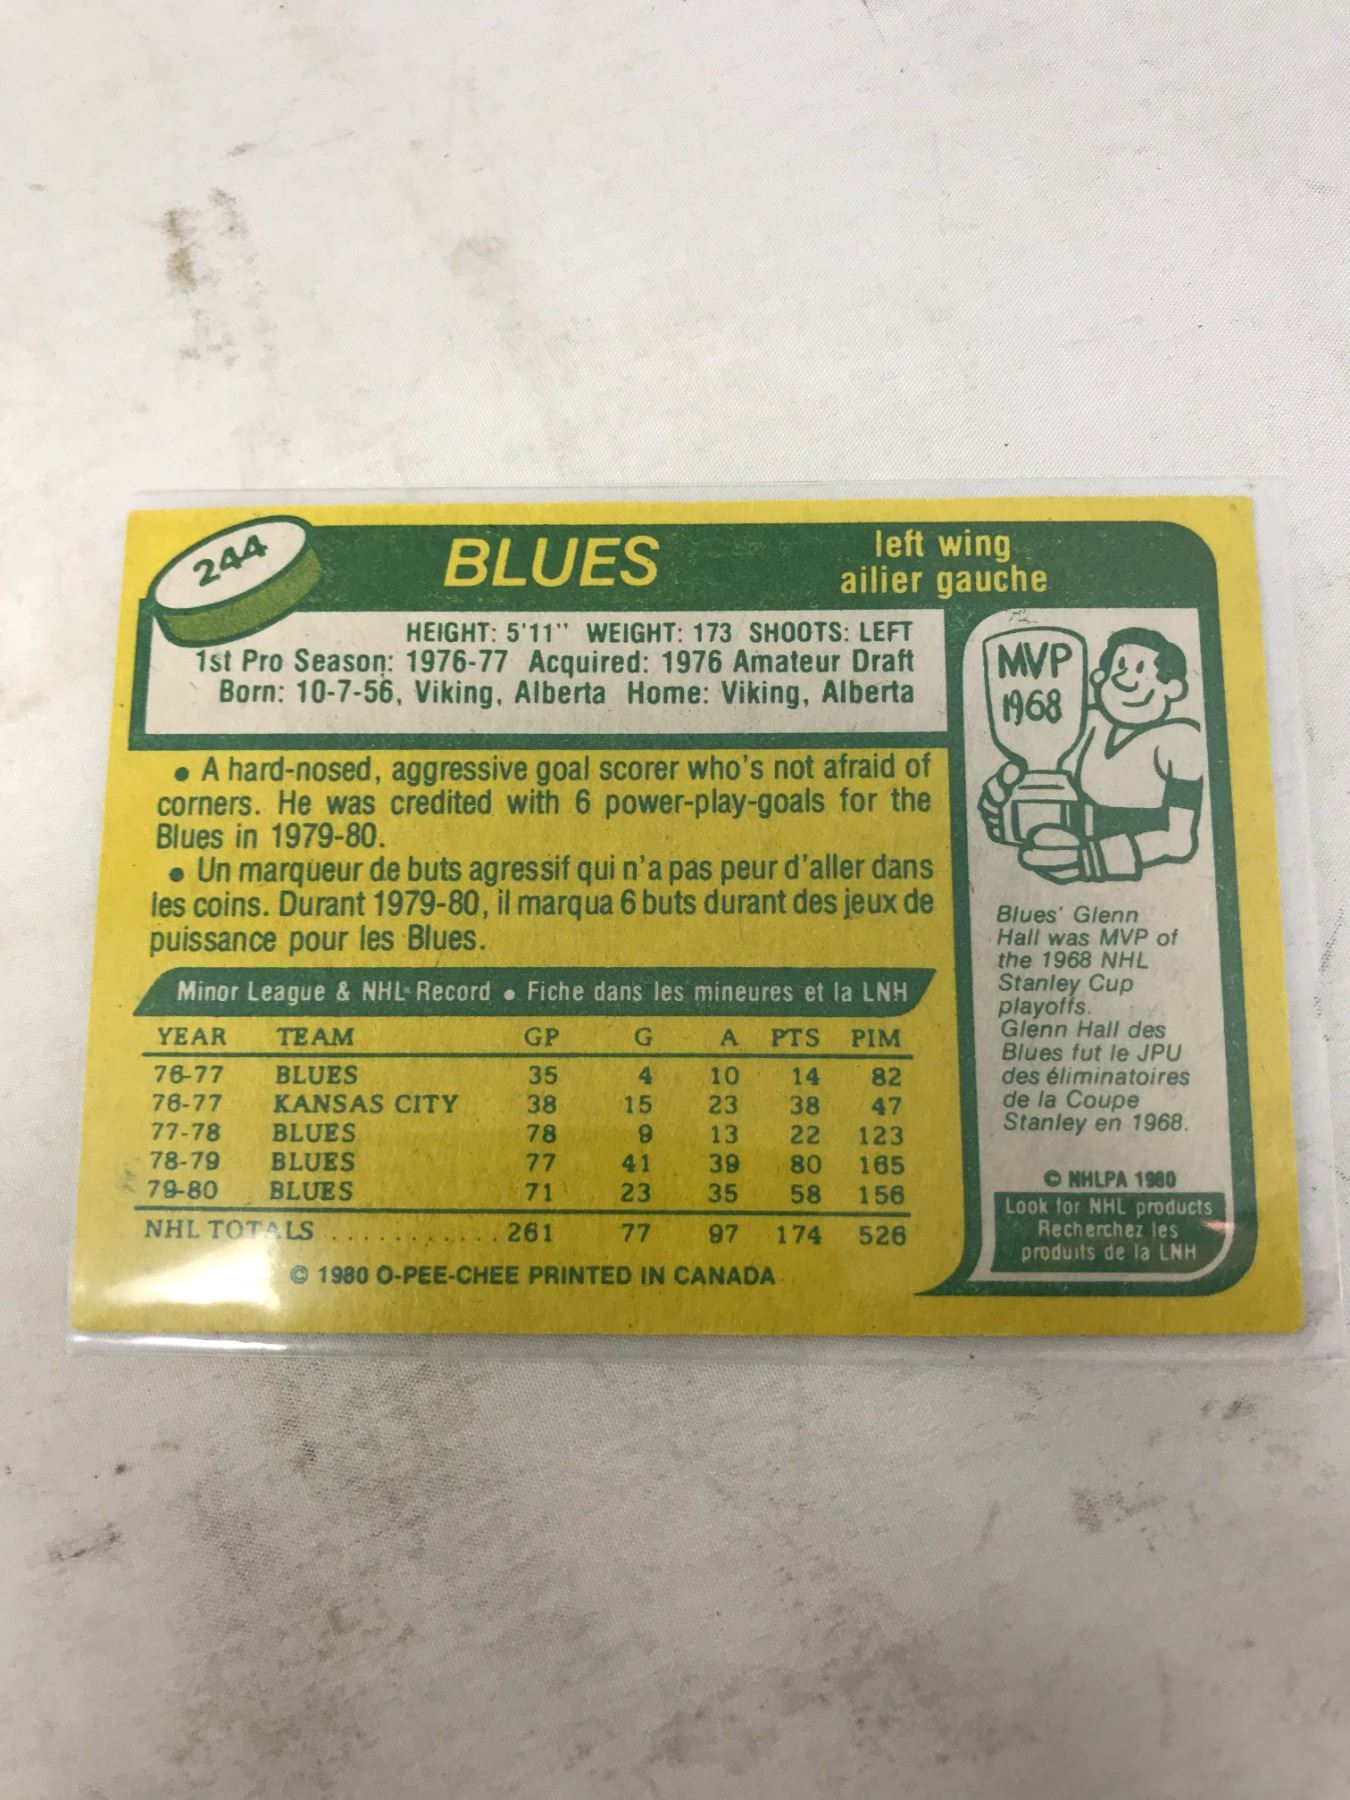 244
BLUES
left wing
ailier gauche
HEIGHT: 5'11" WEIGHT: 173 SHOOTS: LEFT
1st Pro Season: 1976-77 Acquired: 1976 Amateur Draft
Born: 10-7-56, Viking, Alberta Home: Viking, Alberta
• A hard-nosed, aggressive goal scorer who's not afraid of
corners. He was credited with 6 power-play-goals for the
Blues in 1979-80.
• Un marqueur de buts agressif qui n'a pas peur d'aller dans
les coins. Durant 1979-80, il marqua 6 buts durant des jeux de
puissance pour les Blues.
Minor League & NHL Record • Fiche dans les mineures et la LNH
YEAR TEAM GP G A PTS PIM
76-77 BLUES 35 4 10 14 82
76-77 KANSAS CITY 38 15 23 38 47
77-78 BLUES 78 9 13 22 123
78-79 BLUES 77 41 39 80 165
79-80 BLUES 71 23 35 58 156
NHL TOTALS ............ 261 77 97 174 526
© 1980 O-PEE-CHEE PRINTED IN CANADA
MVP
1968
Blues' Glenn
Hall was MVP of
the 1968 NHL
Stanley Cup
playoffs.
Glenn Hall des
Blues fut le JPU
des éliminatoires
de la Coupe
Stanley en 1968.
© NHLPA 1980
Look for NHL products
Recherchez les
produits de la LNH